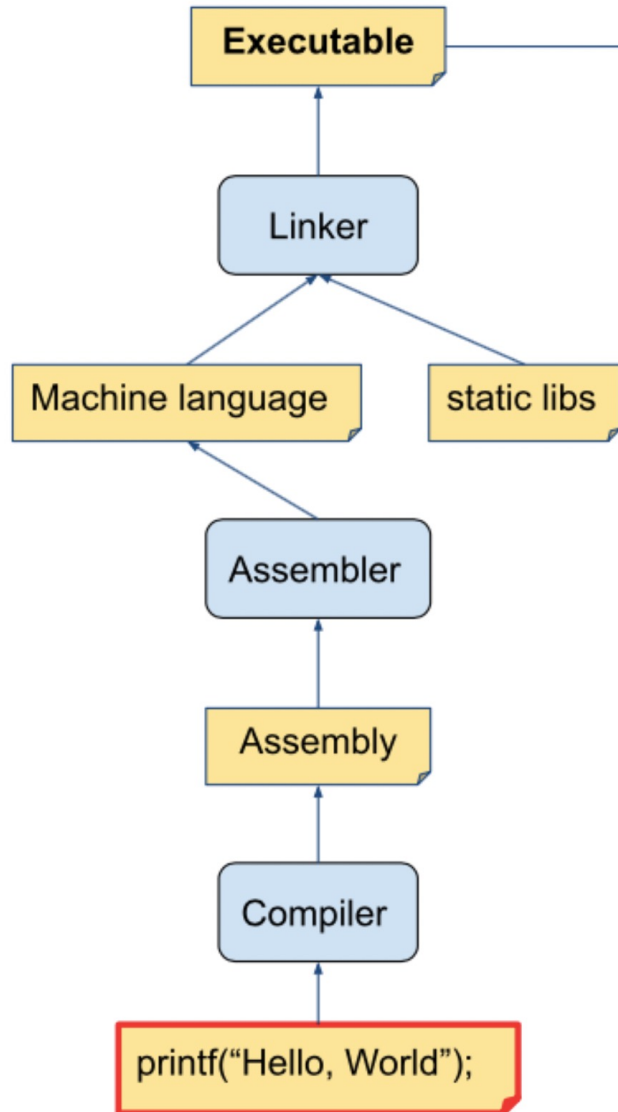 Executable
Linker
Machine language
static libs
Assembler
Assembly
Compiler
printf(“Hello, World”);